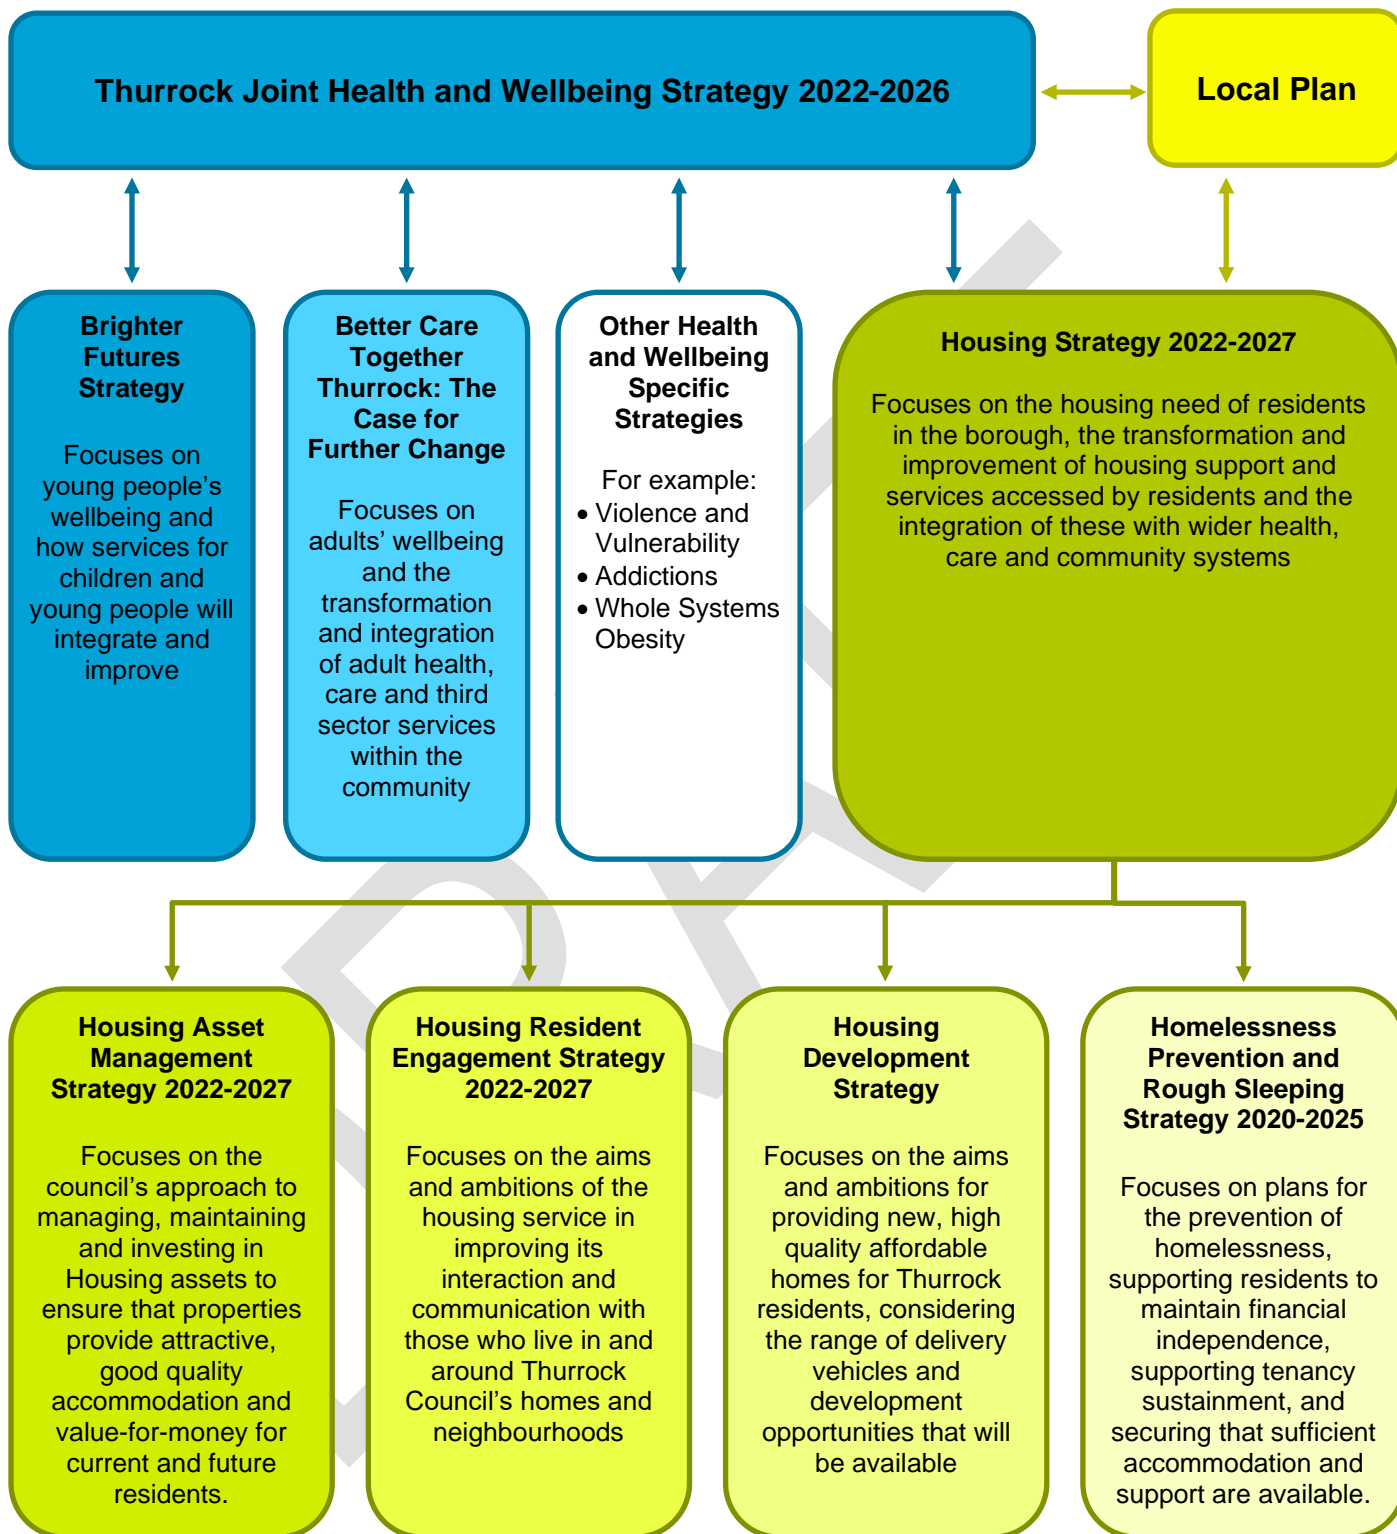 Thurrock Joint Health and Wellbeing Strategy 2022-2026
Local Plan
Brighter
Futures
Strategy
Focuses on
young people’s
wellbeing and
how services for
children and
young people will
integrate and
improve
Better Care
Together
Thurrock: The
Case for
Further Change
Focuses on
adults’ wellbeing
and the
transformation
and integration
of adult health,
care and third
sector services
within the
community
Other Health
and Wellbeing
Specific
Strategies
For example:
• Violence and
Vulnerability
• Addictions
• Whole Systems
Obesity
Housing Strategy 2022-2027
Focuses on the housing need of residents
in the borough, the transformation and
improvement of housing support and
services accessed by residents and the
integration of these with wider health,
care and community systems
Housing Asset
Management
Strategy 2022-2027
Focuses on the
council’s approach to
managing, maintaining
and investing in
Housing assets to
ensure that properties
provide attractive,
good quality
accommodation and
value-for-money for
current and future
residents.
Housing Resident
Engagement Strategy
2022-2027
Focuses on the aims
and ambitions of the
housing service in
improving its
interaction and
communication with
those who live in and
around Thurrock
Council’s homes and
neighbourhoods
Housing
Development
Strategy
Focuses on the aims
and ambitions for
providing new, high
quality affordable
homes for Thurrock
residents, considering
the range of delivery
vehicles and
development
opportunities that will
be available
Homelessness
Prevention and
Rough Sleeping
Strategy 2020-2025
Focuses on plans for
the prevention of
homelessness,
supporting residents to
maintain financial
independence,
supporting tenancy
sustainment, and
securing that sufficient
accommodation and
support are available.
DRAFT